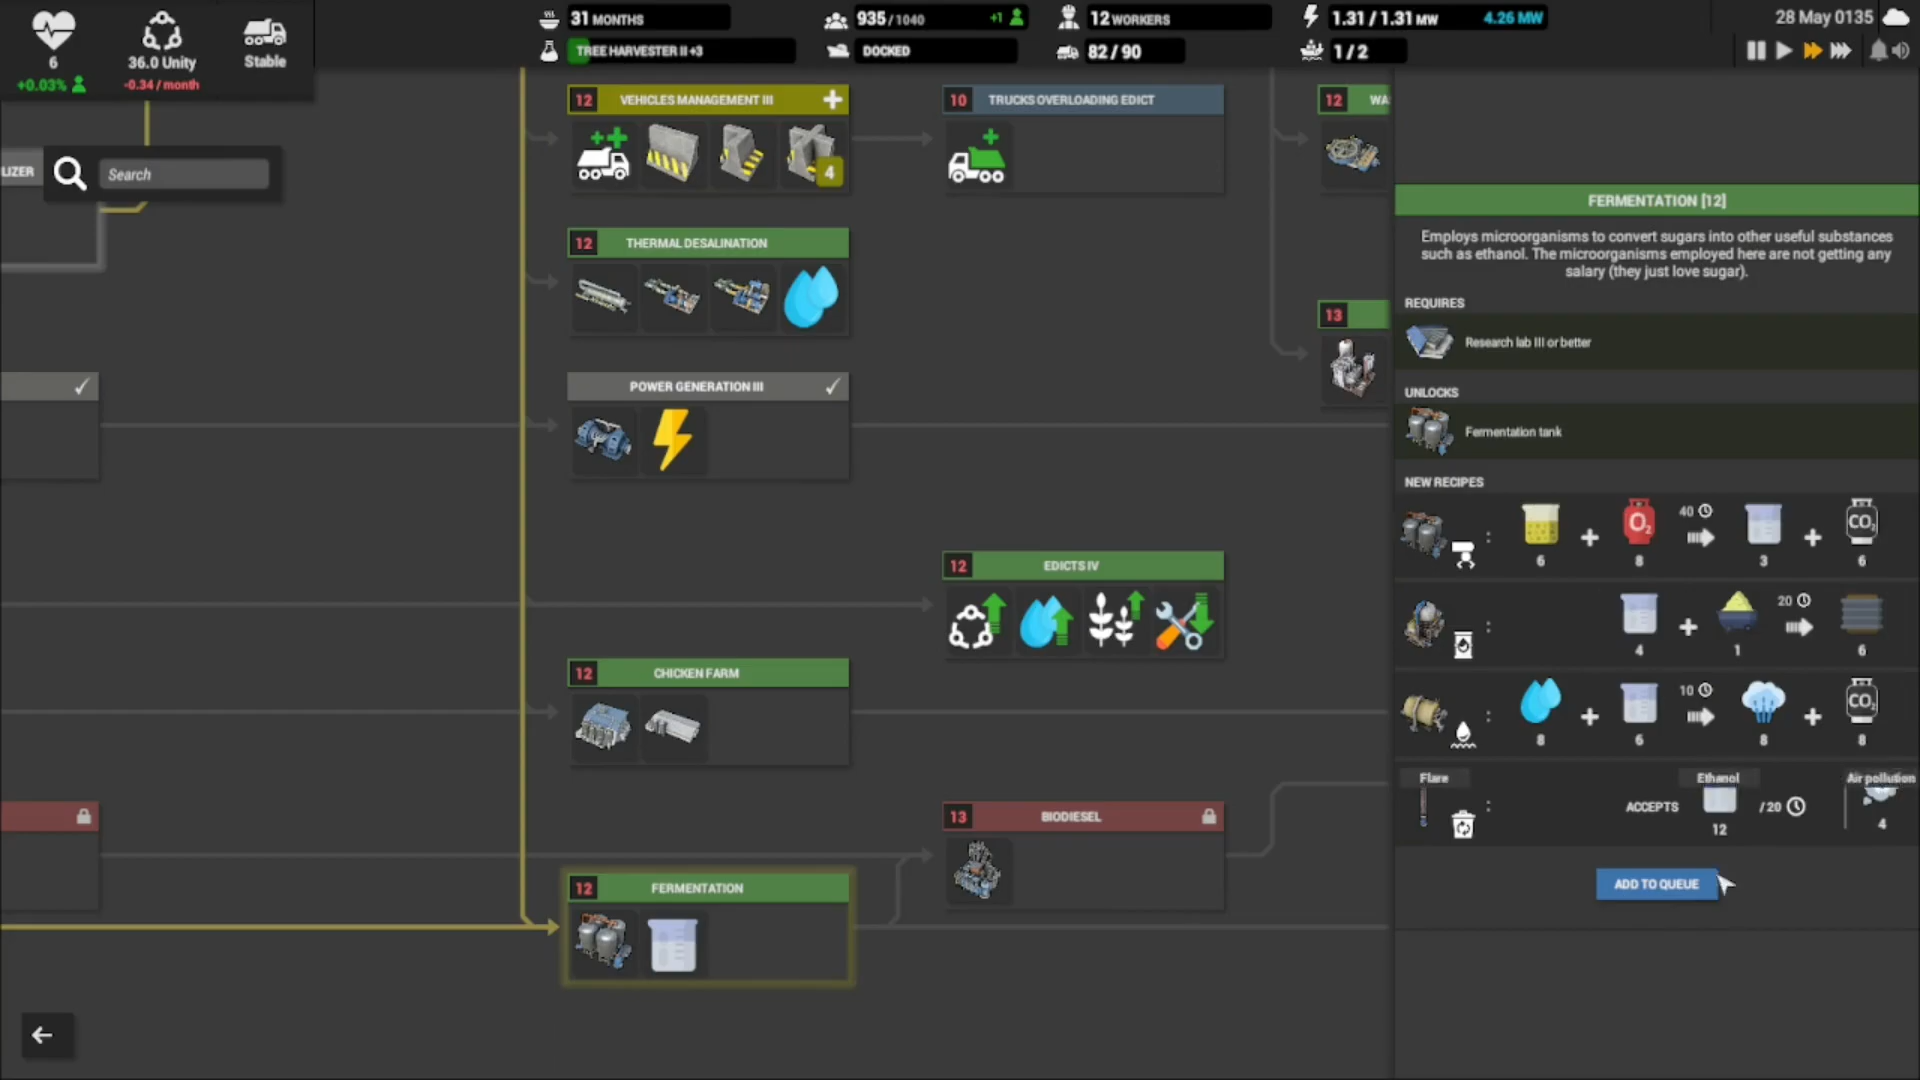 6
+0.03%
36.0 Unity
-0.34 / month
Stable
31 MONTHS
TREE HARVESTER II +3
935 / 1040
+1
DOCKED
12 WORKERS
82 / 90
1.31 / 1.31 MW
4.26 MW
1 / 2
28 May 0135
LIZER
Search
12 VEHICLES MANAGEMENT III
4
10 TRUCKS OVERLOADING EDICT
12 WA
12 THERMAL DESALINATION
13
POWER GENERATION III
12 EDICTS IV
12 CHICKEN FARM
13 BIODIESEL
12 FERMENTATION
FERMENTATION [12]
Employs microorganisms to convert sugars into other useful substances
such as ethanol. The microorganisms employed here are not getting any
salary (they just love sugar).
REQUIRES
Research lab III or better
UNLOCKS
Fermentation tank
NEW RECIPES
: 6 + O2 8 40 3 + CO2 6
: 4 + 1 20 6
: 8 + 6 10 8 + CO2 8
Flare
Ethanol
Air pollution
: ACCEPTS 12 / 20 4
ADD TO QUEUE